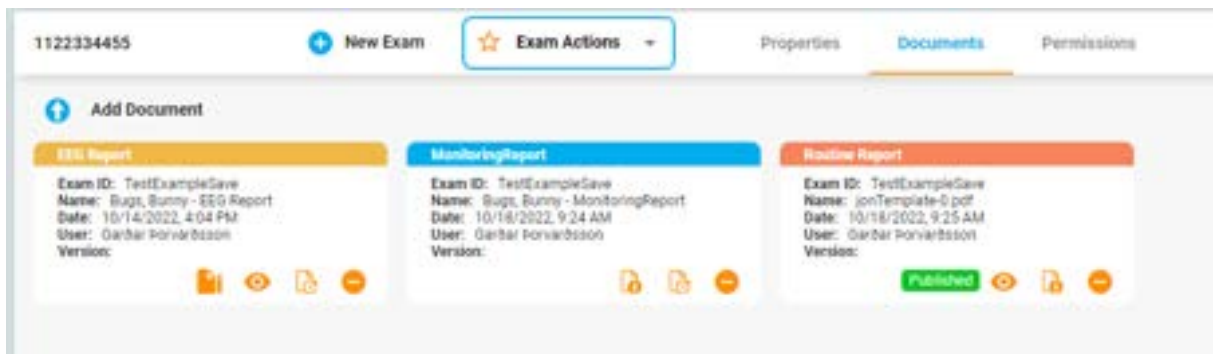 1122334455
New Exam
Exam Actions
Properties
Documents
Permissions
Add Document
EEG Report
Exam ID: TestExampleSave
Name: Bugs, Bunny - EEG Report
Date: 10/14/2022, 4:04 PM
User: Garðar Þorvarðsson
Version:
MonitoringReport
Exam ID: TestExampleSave
Name: Bugs, Bunny - MonitoringReport
Date: 10/18/2022, 9:24 AM
User: Garðar Þorvarðsson
Version:
Routine Report
Exam ID: TestExampleSave
Name: jonTemplate-0.pdf
Date: 10/18/2022, 9:25 AM
User: Garðar Þorvarðsson
Version:
Published